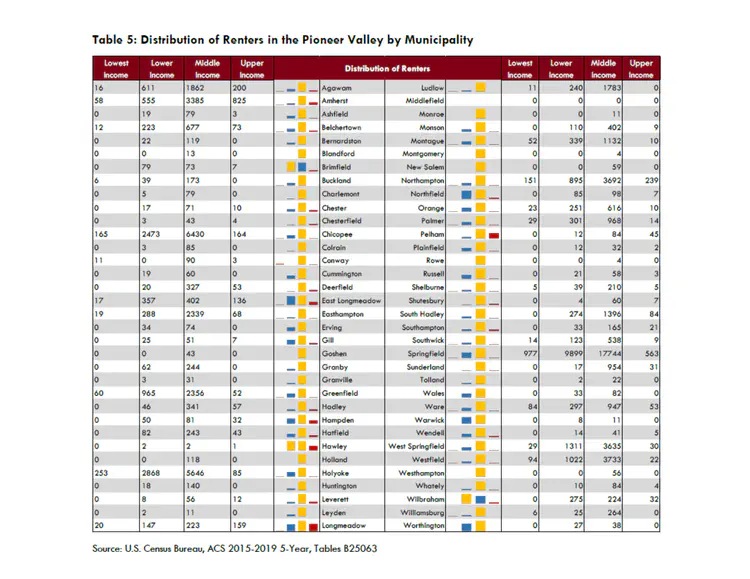 Table 5: Distribution of Renters in the Pioneer Valley by Municipality
Lowest Income Lower Income Middle Income Upper Income Distribution of Renters Lowest Income Lower Income Middle Income Upper Income
16 611 1862 200 Agawam Ludlow 11 240 1783 0
58 555 3385 825 Amherst Middlefield 0 0 0 0
0 19 79 3 Ashfield Monroe 0 0 11 0
12 223 677 73 Belchertown Monson 0 110 402 9
0 22 119 0 Bernardston Montague 52 339 1132 10
0 0 13 0 Blandford Montgomery 0 0 4 0
0 79 73 7 Brimfield New Salem 0 0 59 0
6 39 173 0 Buckland Northampton 151 895 3692 239
0 5 79 0 Charlemont Northfield 0 85 98 7
0 17 71 10 Chester Orange 23 251 616 10
0 3 43 4 Chesterfield Palmer 29 301 968 14
165 2473 6430 164 Chicopee Pelham 0 12 84 45
0 3 85 0 Colrain Plainfield 0 12 32 2
11 0 90 3 Conway Rowe 0 0 4 0
0 19 60 0 Cummington Russell 0 21 58 3
0 20 327 53 Deerfield Shelburne 5 39 210 5
17 357 402 136 East Longmeadow Shutesbury 0 4 60 7
19 288 2339 68 Easthampton South Hadley 0 274 1396 84
0 34 74 0 Erving Southampton 0 33 165 21
0 25 51 7 Gill Southwick 14 123 538 9
0 0 43 0 Goshen Springfield 977 9899 17744 563
0 62 244 0 Granby Sunderland 0 17 954 31
0 3 31 0 Granville Tolland 0 2 22 0
60 965 2356 52 Greenfield Wales 0 33 82 0
0 46 341 57 Hadley Ware 84 297 947 53
0 50 81 32 Hampden Warwick 0 8 11 0
0 82 243 43 Hatfield Wendell 0 14 41 5
0 2 2 1 Hawley West Springfield 29 1311 3635 30
0 0 118 0 Holland Westfield 94 1022 3733 22
253 2868 5646 85 Holyoke Westhampton 0 0 56 0
0 18 140 0 Huntington Whately 0 10 84 4
0 8 56 12 Leverett Wilbraham 0 275 224 32
0 2 11 0 Leyden Williamsburg 6 25 264 0
20 147 223 159 Longmeadow Worthington 0 27 38 0
Source: U.S. Census Bureau, ACS 2015-2019 5-Year, Tables B25063